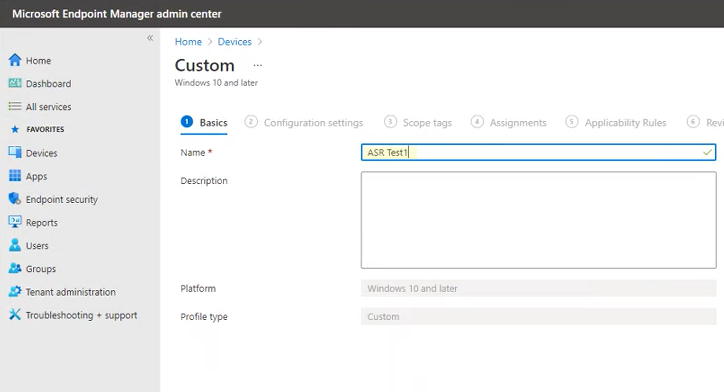 Microsoft Endpoint Manager admin center
«
Home
Dashboard
All services
FAVORITES
Devices
Apps
Endpoint security
Reports
Users
Groups
Tenant administration
Troubleshooting + support
Home > Devices >
Custom ...
Windows 10 and later
1 Basics 2 Configuration settings 3 Scope tags 4 Assignments 5 Applicability Rules 6 Revi
Name * ASR Test1
Description
Platform Windows 10 and later
Profile type Custom